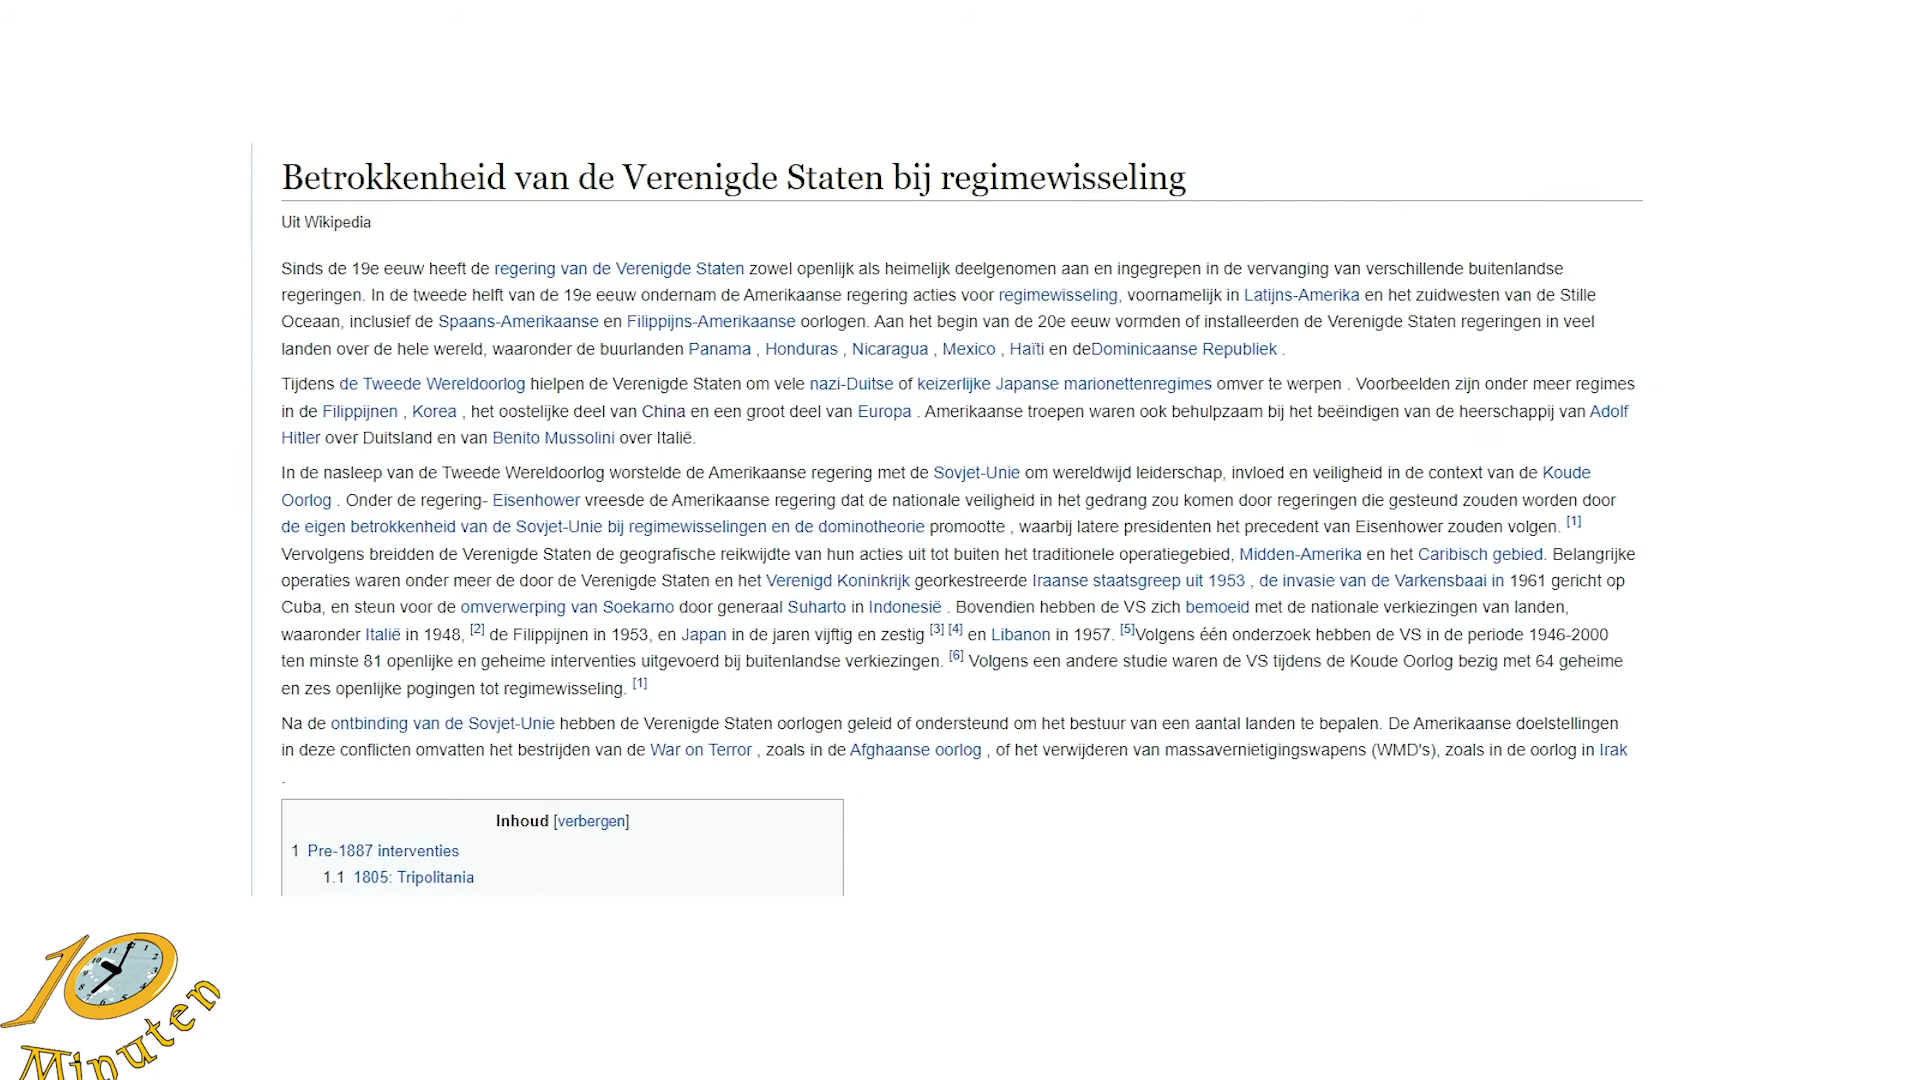 Betrokkenheid van de Verenigde Staten bij regimewisseling
Uit Wikipedia
Sinds de 19e eeuw heeft de regering van de Verenigde Staten zowel openlijk als heimelijk deelgenomen aan en ingegrepen in de vervanging van verschillende buitenlandse
regeringen. In de tweede helft van de 19e eeuw ondernam de Amerikaanse regering acties voor regimewisseling, voornamelijk in Latijns-Amerika en het zuidwesten van de Stille
Oceaan, inclusief de Spaans-Amerikaanse en Filippijns-Amerikaanse oorlogen. Aan het begin van de 20e eeuw vormden of installeerden de Verenigde Staten regeringen in veel
landen over de hele wereld, waaronder de buurlanden Panama , Honduras , Nicaragua , Mexico , Haïti en deDominicaanse Republiek .
Tijdens de Tweede Wereldoorlog hielpen de Verenigde Staten om vele nazi-Duitse of keizerlijke Japanse marionettenregimes omver te werpen . Voorbeelden zijn onder meer regimes
in de Filippijnen , Korea , het oostelijke deel van China en een groot deel van Europa . Amerikaanse troepen waren ook behulpzaam bij het beëindigen van de heerschappij van Adolf
Hitler over Duitsland en van Benito Mussolini over Italië.
In de nasleep van de Tweede Wereldoorlog worstelde de Amerikaanse regering met de Sovjet-Unie om wereldwijd leiderschap, invloed en veiligheid in de context van de Koude
Oorlog . Onder de regering- Eisenhower vreesde de Amerikaanse regering dat de nationale veiligheid in het gedrang zou komen door regeringen die gesteund zouden worden door
de eigen betrokkenheid van de Sovjet-Unie bij regimewisselingen en de dominotheorie promootte , waarbij latere presidenten het precedent van Eisenhower zouden volgen. [1]
Vervolgens breidden de Verenigde Staten de geografische reikwijdte van hun acties uit tot buiten het traditionele operatiegebied, Midden-Amerika en het Caribisch gebied. Belangrijke
operaties waren onder meer de door de Verenigde Staten en het Verenigd Koninkrijk georkestreerde Iraanse staatsgreep uit 1953 , de invasie van de Varkensbaai in 1961 gericht op
Cuba, en steun voor de omverwerping van Soekarno door generaal Suharto in Indonesië . Bovendien hebben de VS zich bemoeid met de nationale verkiezingen van landen,
waaronder Italië in 1948, [2] de Filippijnen in 1953, en Japan in de jaren vijftig en zestig [3] [4] en Libanon in 1957. [5]Volgens één onderzoek hebben de VS in de periode 1946-2000
ten minste 81 openlijke en geheime interventies uitgevoerd bij buitenlandse verkiezingen. [6] Volgens een andere studie waren de VS tijdens de Koude Oorlog bezig met 64 geheime
en zes openlijke pogingen tot regimewisseling. [1]
Na de ontbinding van de Sovjet-Unie hebben de Verenigde Staten oorlogen geleid of ondersteund om het bestuur van een aantal landen te bepalen. De Amerikaanse doelstellingen
in deze conflicten omvatten het bestrijden van de War on Terror , zoals in de Afghaanse oorlog , of het verwijderen van massavernietigingswapens (WMD's), zoals in de oorlog in Irak
.
Inhoud [verbergen]
1 Pre-1887 interventies
1.1 1805: Tripolitania
10
Minuten